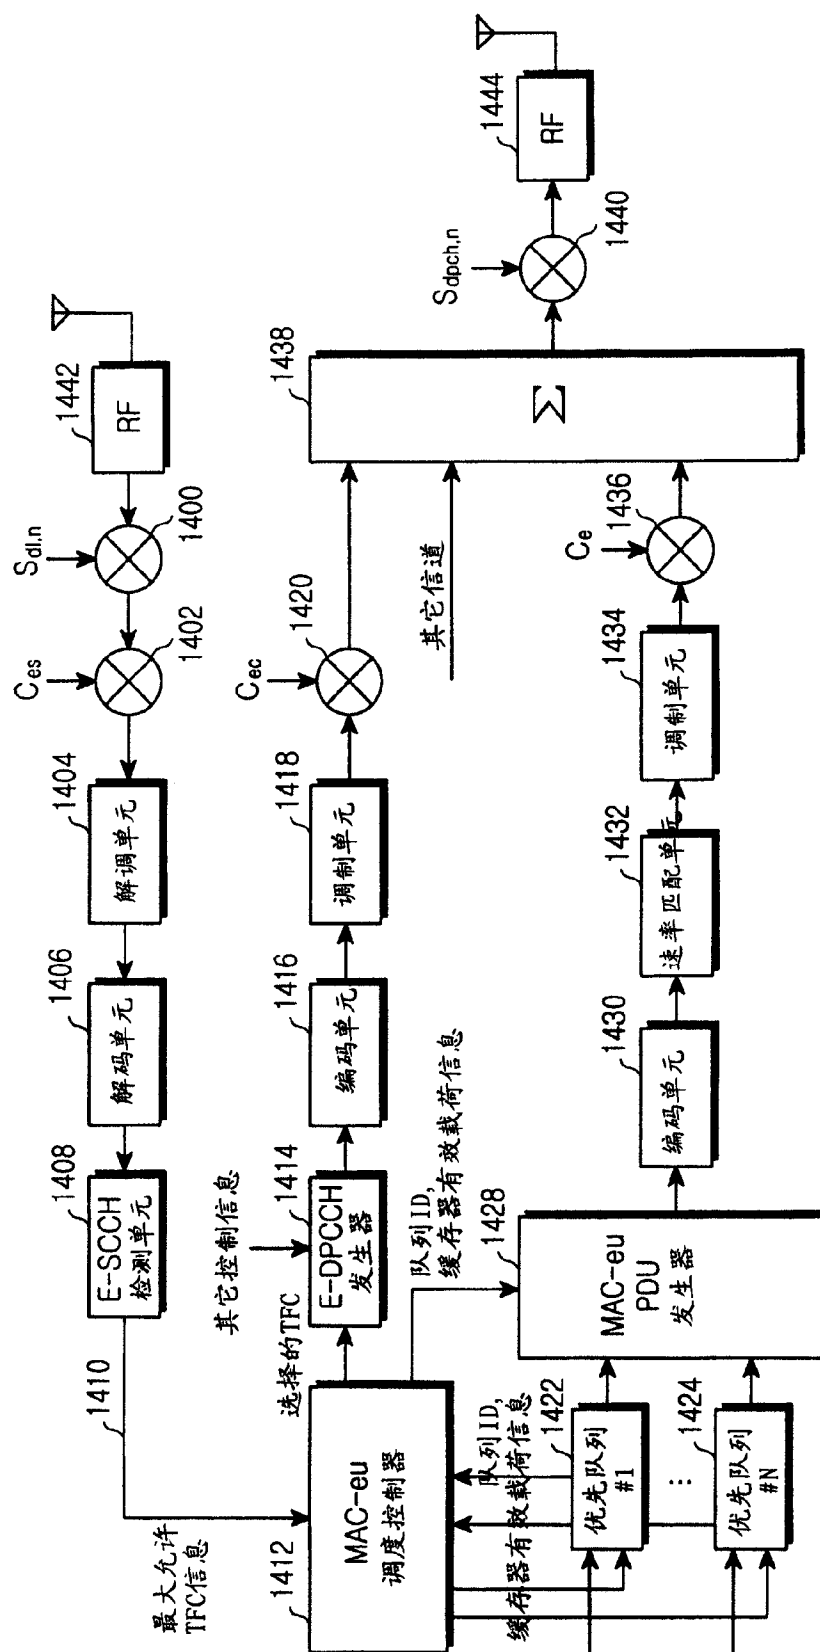 1442
RF
S_dl,n
1400
C_es
1402
1404
解调单元
1406
解码单元
1408
E-SCCH
检测单元
1410
最大允许
TFC信息
1412
MAC-eu
调度控制器
选择的TFC
其它控制信息
1414
E-DPCCH
发生器
1416
编码单元
1418
调制单元
C_ec
1420
其它信道
1438
Σ
S_dpch,n
1440
1444
RF
队列ID,
缓存器有效载荷信息
队列ID,
缓存器有效载荷信息
1422
优先队列
#1
⋮
1424
优先队列
#N
1428
MAC-eu
PDU
发生器
1430
编码单元
1432
速率匹配单元
1434
调制单元
C_e
1436